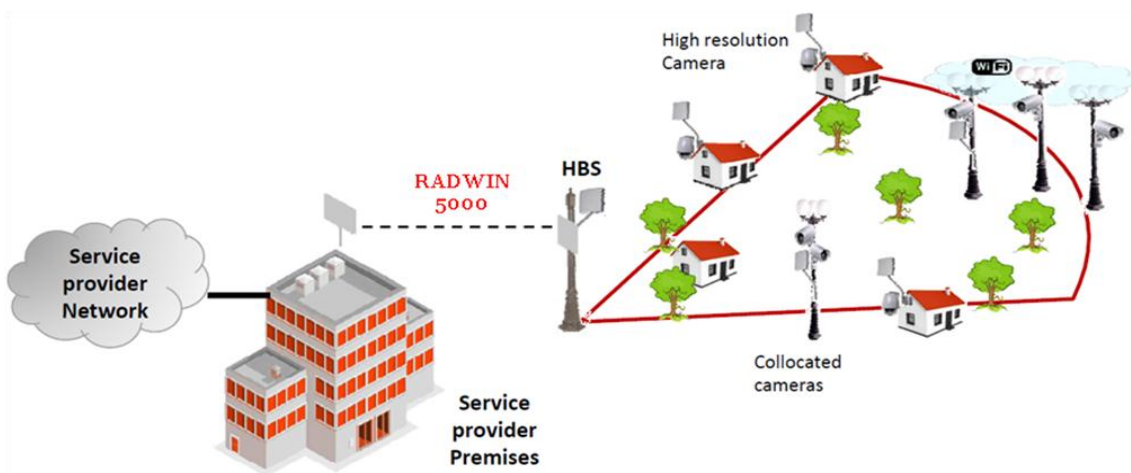 High resolution
Camera
Wi Fi
HBS
RADWIN
5000
Service
provider
Network
Collocated
cameras
Service
provider
Premises